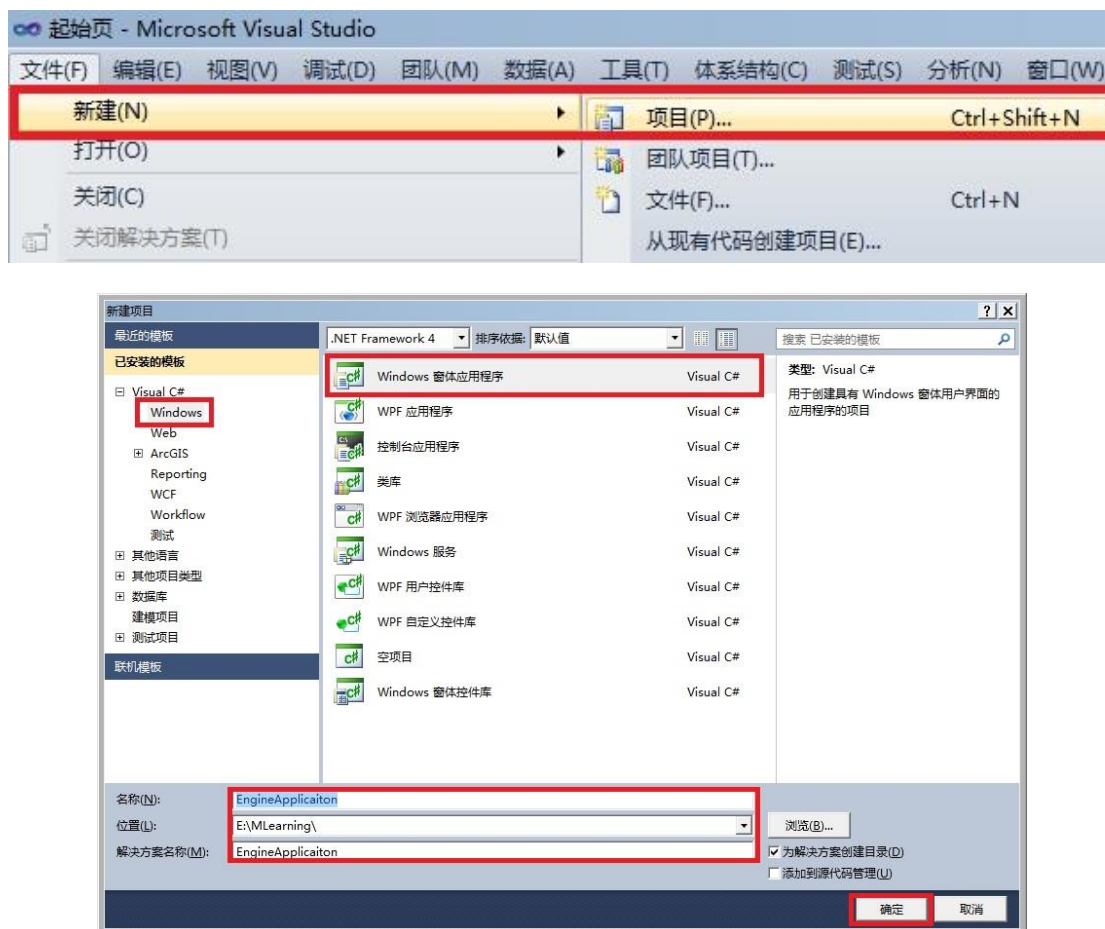 起始页 - Microsoft Visual Studio
文件(F) 编辑(E) 视图(V) 调试(D) 团队(M) 数据(A) 工具(T) 体系结构(C) 测试(S) 分析(N) 窗口(W)
新建(N) 项目(P)... Ctrl+Shift+N
打开(O) 团队项目(T)...
关闭(C) 文件(F)... Ctrl+N
关闭解决方案(T) 从现有代码创建项目(E)...
新建项目
最近的模板 .NET Framework 4 排序依据: 默认值 搜索 已安装的模板
已安装的模板
Visual C#
Windows
Web
ArcGIS
Reporting
WCF
Workflow
测试
其他语言
其他项目类型
数据库
建模项目
测试项目
联机模板
Windows 窗体应用程序 Visual C#
WPF 应用程序 Visual C#
控制台应用程序 Visual C#
类库 Visual C#
WPF 浏览器应用程序 Visual C#
Windows 服务 Visual C#
WPF 用户控件库 Visual C#
WPF 自定义控件库 Visual C#
空项目 Visual C#
Windows 窗体控件库 Visual C#
类型: Visual C#
用于创建具有 Windows 窗体用户界面的
应用程序的项目
名称(N): EngineApplicaiton
位置(L): E:\MLearning\ 浏览(B)...
解决方案名称(M): EngineApplicaiton 为解决方案创建目录(D)
添加到源代码管理(U)
确定 取消